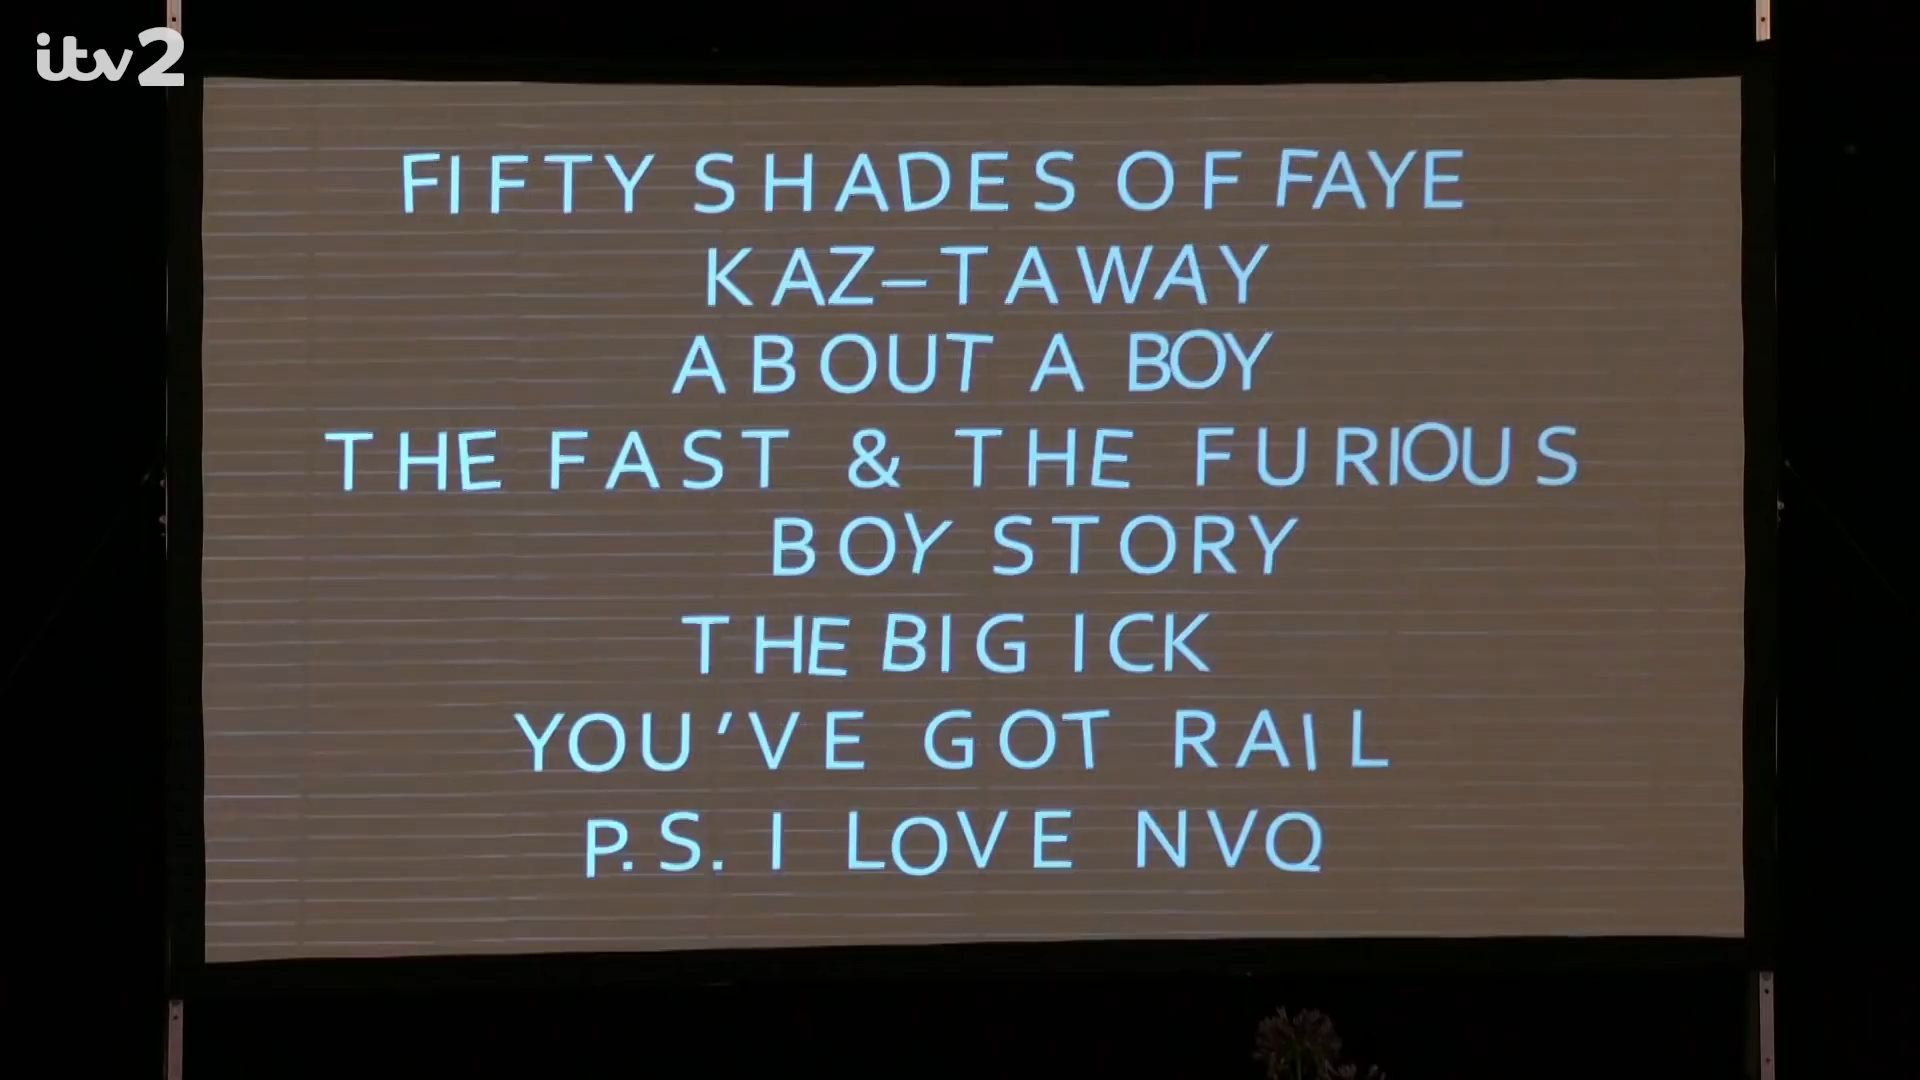 itv2
FIFTY SHADES OF FAYE
KAZ-TAWAY
ABOUT A BOY
THE FAST & THE FURIOUS
BOY STORY
THE BIG ICK
YOU'VE GOT RAIL
P.S. I LOVE NVQ